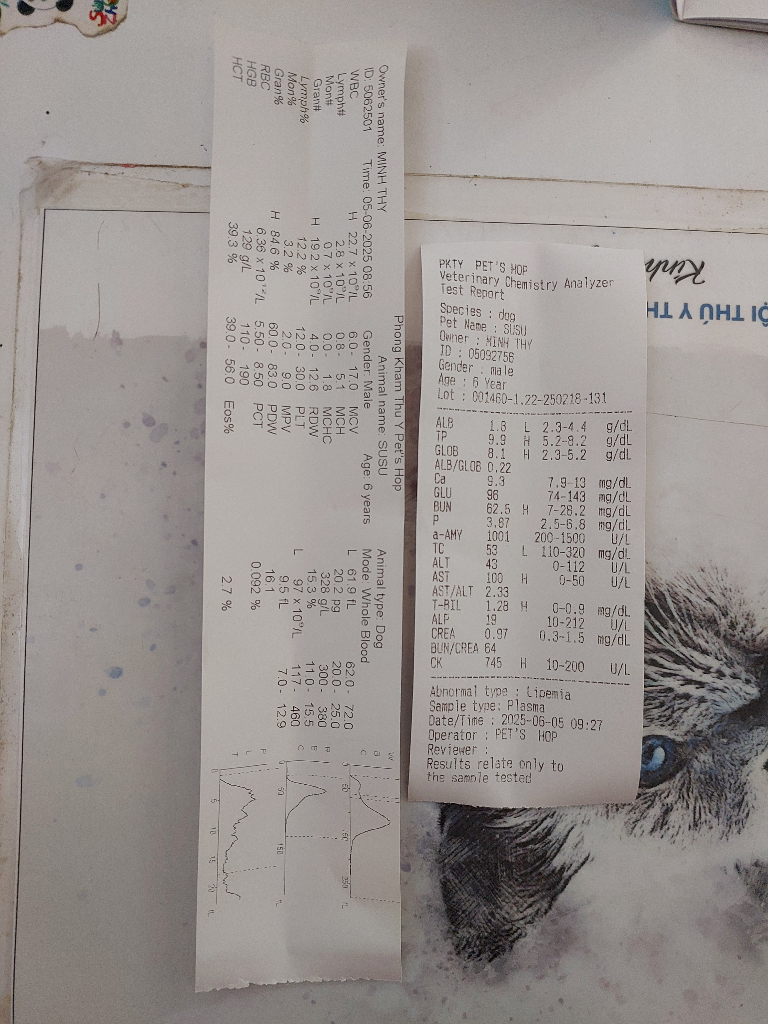 Phong Kham Thu Y Pet's Hop
Owner's name: MINH THY Animal name: SUSU Animal type: Dog
ID: 5062501 Time: 05-06-2025 08:56 Gender: Male Age: 6 years Mode: Whole Blood
WBC H 22.7 x 10^9/L 6.0 - 17.0 MCV L 61.9 fL 62.0 - 72.0
Lymph# 2.8 x 10^9/L 0.8 - 5.1 MCH 20.2 pg 20.0 - 25.0
Mon# 0.7 x 10^9/L 0.0 - 1.8 MCHC 328 g/L 300 - 380
Gran# H 19.2 x 10^9/L 4.0 - 12.6 RDW 15.3 % 11.0 - 15.5
Lymph% 12.2 % 12.0 - 30.0 PLT L 97 x 10^9/L 117 - 460
Mon% 3.2 % 2.0 - 9.0 MPV 9.5 fL 7.0 - 12.9
Gran% H 84.6 % 60.0 - 83.0 PDW 16.1
RBC 6.36 x 10^12/L 5.50 - 8.50 PCT 0.092 %
HGB 129 g/L 110 - 190
HCT 39.3 % 39.0 - 56.0 Eos% 2.7 %
PKTY PET'S HOP
Veterinary Chemistry Analyzer
Test Report
Species : dog
Pet Name : SUSU
Owner : MINH THY
ID : 05092756
Gender : male
Age : 6 Year
Lot : 001460-1.22-250218-131
ALB 1.8 L 2.3-4.4 g/dL
TP 9.9 H 5.2-8.2 g/dL
GLOB 8.1 H 2.3-5.2 g/dL
ALB/GLOB 0.22
Ca 9.3 7.9-13 mg/dL
GLU 96 74-143 mg/dL
BUN 62.5 H 7-28.2 mg/dL
P 3.87 2.5-6.8 mg/dL
a-AMY 1001 200-1500 U/L
TC 53 L 110-320 mg/dL
ALT 43 0-112 U/L
AST 100 H 0-50 U/L
AST/ALT 2.33
T-BIL 1.28 H 0-0.9 mg/dL
ALP 19 10-212 U/L
CREA 0.97 0.3-1.5 mg/dL
BUN/CREA 64
CK 745 H 10-200 U/L
Abnormal type : Lipemia
Sample type: Plasma
Date/Time : 2025-06-05 09:27
Operator : PET'S HOP
Reviewer :
Results relate only to
the sample tested
Kính
ỘI THÚ Y TH